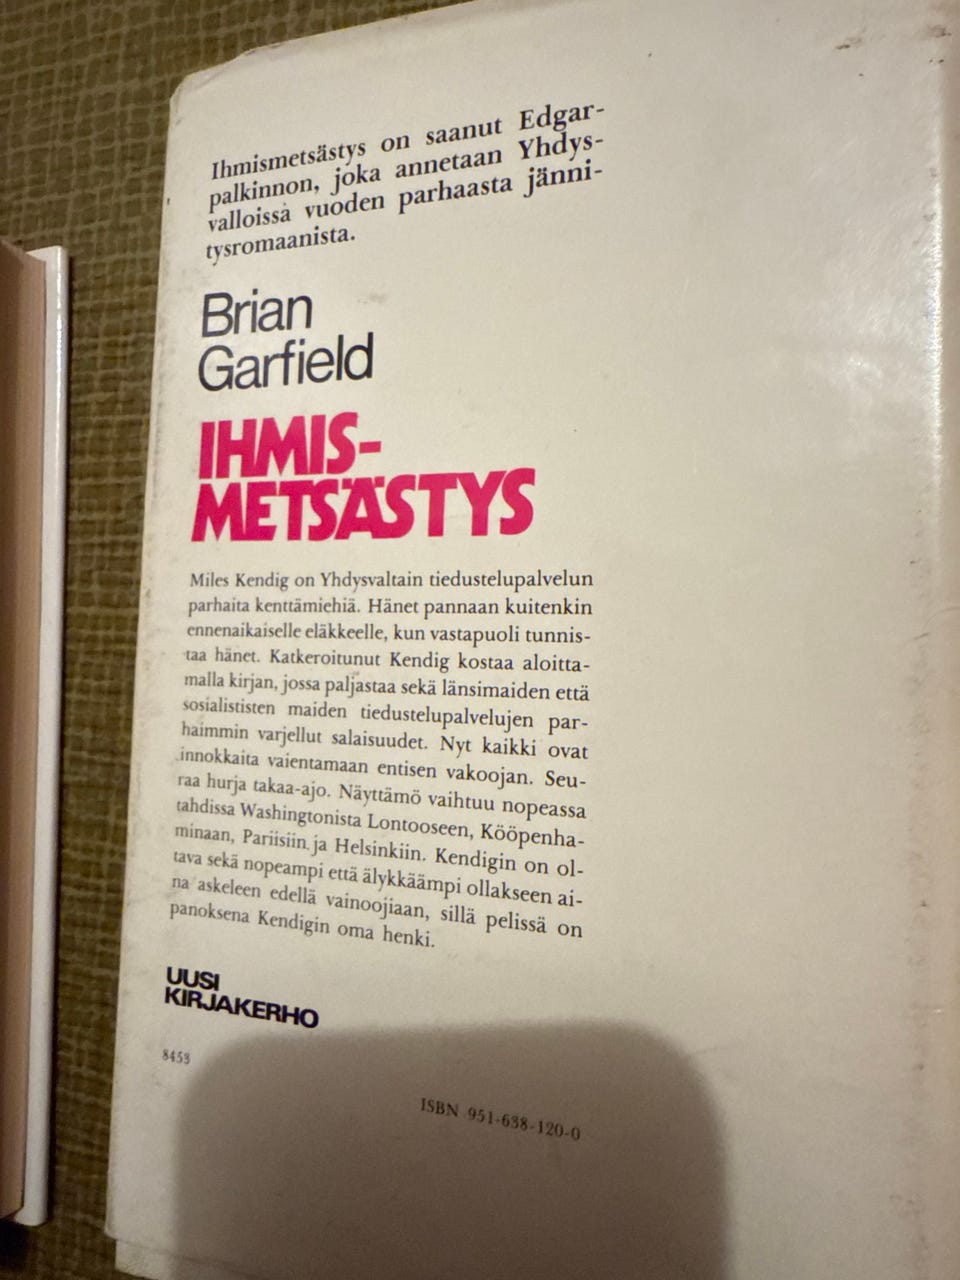 Ihmismetsästys on saanut Edgar-
palkinnon, joka annetaan Yhdys-
valloissa vuoden parhaasta jänni-
tysromaanista.
Brian
Garfield
IHMIS-
METSÄSTYS
Miles Kendig on Yhdysvaltain tiedustelupalvelun
parhaita kenttämiehiä. Hänet pannaan kuitenkin
ennenaikaiselle eläkkeelle, kun vastapuoli tunnis-
taa hänet. Katkeroitunut Kendig kostaa aloitta-
malla kirjan, jossa paljastaa sekä länsimaiden että
sosialististen maiden tiedustelupalvelujen par-
haimmin varjellut salaisuudet. Nyt kaikki ovat
innokkaita vaientamaan entisen vakoojan. Seu-
raa hurja takaa-ajo. Näyttämö vaihtuu nopeassa
tahdissa Washingtonista Lontooseen, Kööpenha-
minaan, Pariisiin ja Helsinkiin. Kendigin on ol-
tava sekä nopeampi että älykkäämpi ollakseen ai-
na askeleen edellä vainoojiaan, sillä pelissä on
panoksena Kendigin oma henki.
UUSI
KIRJAKERHO
8453
ISBN 951-638-120-0